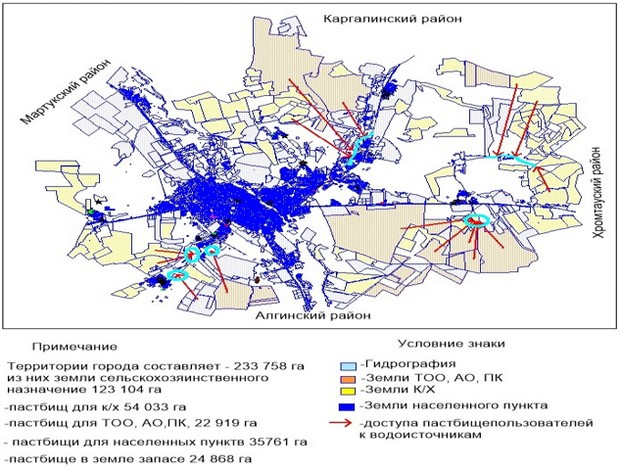 Каргалинский район
Мартукский район
Хромтауский район
Алгинский район
Примечание
Территории города составляет - 233 758 га
из них земли сельскохозяинственного
назначение 123 104 га
-пастбищ для к/х 54 033 га
-пастбищ для ТОО, АО,ПК, 22 919 га
- пастбищи для населенных пунктв 35761 га
-пастбище в земле запасе 24 868 га
Условние знаки
-Гидрография
-Земли ТОО, АО, ПК
-Земли К/Х
-Земли населенного пункта
-доступа пастбищепользователей
к водоисточникам